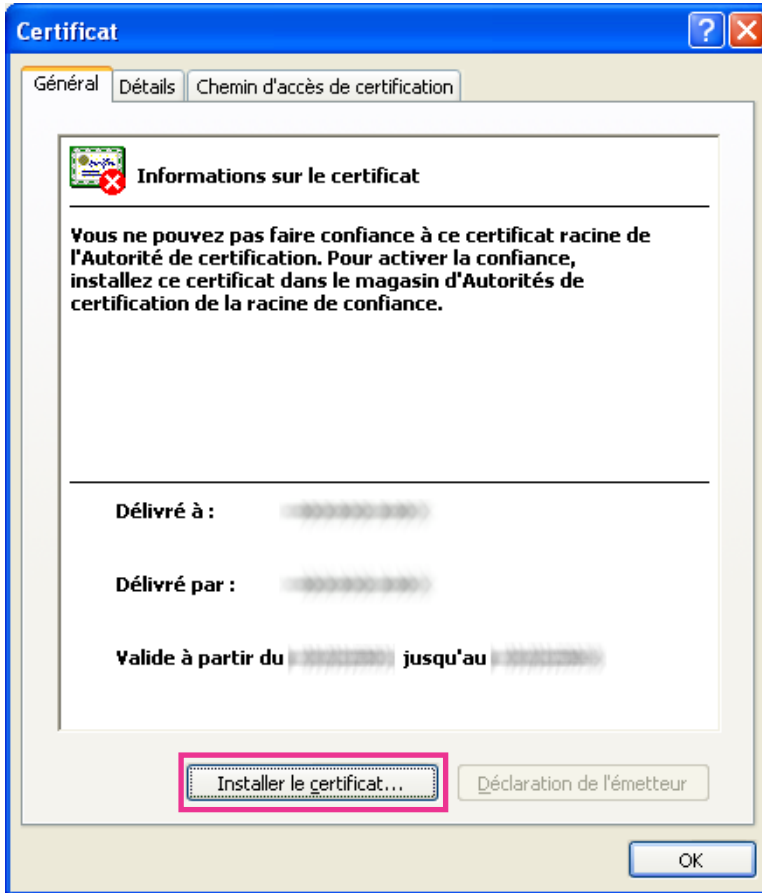 Certificat
Général Détails Chemin d'accès de certification
Informations sur le certificat
Vous ne pouvez pas faire confiance à ce certificat racine de
l'Autorité de certification. Pour activer la confiance,
installez ce certificat dans le magasin d'Autorités de
certification de la racine de confiance.
Délivré à :
Délivré par :
Valide à partir du jusqu'au
Installer le certificat... Déclaration de l'émetteur
OK